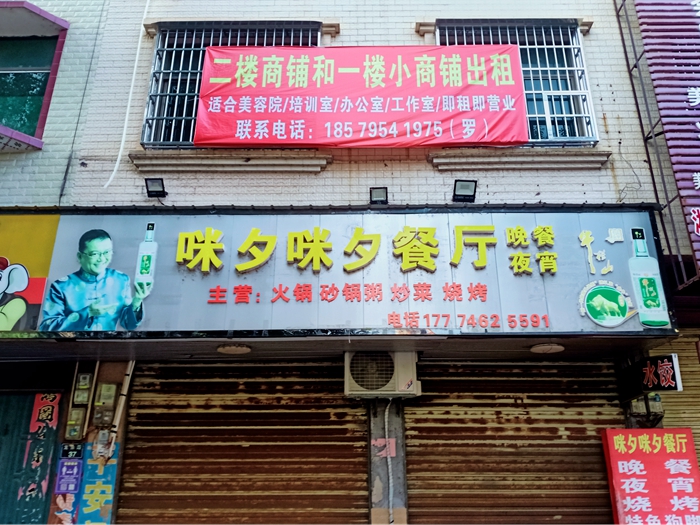 二楼商铺和一楼小商铺出租
适合美容院/培训室/办公室/工作室/即租即营业
联系电话：185 7954 1975（罗）
咪夕咪夕餐厅
晚餐
夜宵
主营：火锅 砂锅粥 炒菜 烧烤
电话 177 7462 5591
水饺
咪夕咪夕餐厅
晚餐
夜宵
烧烤
平安
37